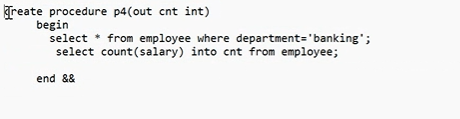 create procedure p4(out cnt int)
begin
select * from employee where department='banking';
select count(salary) into cnt from employee;
end &&